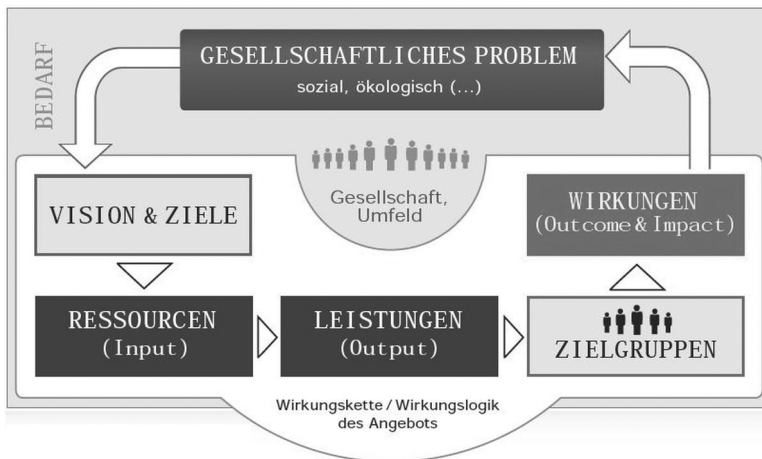 BEDARF
GESELLSCHAFTLICHES PROBLEM
sozial, ökologisch (...)
Gesellschaft,
Umfeld
VISION & ZIELE
WIRKUNGEN
(Outcome & Impact)
RESSOURCEN
(Input)
LEISTUNGEN
(Output)
ZIELGRUPPEN
Wirkungskette / Wirkungslogik
des Angebots